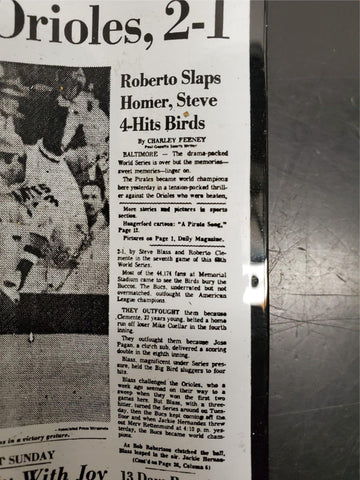 Orioles, 2-1
Roberto Slaps
Homer, Steve
4-Hits Birds
By CHARLEY FEENEY
Post-Gazette Sports Writer
BALTIMORE — The drama-packed
World Series is over but the memories—
sweet memories—linger on.
The Pirates became world champions
here yesterday in a tension-packed thrill-
er against the Orioles who were beaten,
More stories and pictures in sports
section.
Hungerford cartoon: "A Pirate Song,"
Page 12.
Pictures on Page 1, Daily Magazine.
2-1, by Steve Blass and Roberto Cle-
mente in the seventh game of this 68th
World Series.
Most of the 44,174 fans at Memorial
Stadium came to see the Birds bury the
Buccos. The Bucs, underrated but not
overmatched, outfought the American
League champions.
THEY OUTFOUGHT them because
Clemente, 37 years young, belted a home
run off loser Mike Cuellar in the fourth
inning.
They outfought them because Jose
Pagan, a clutch sub, delivered a scoring
double in the eighth inning.
Blass, magnificent under Series pres-
sure, held the Big Bird sluggers to four
hits.
Blass challenged the Orioles, who a
week ago seemed on their way to a
sweep when they won the first two
games here. But Blass, with a three-
hitter, turned the Series around on Tues-
day, then the Bucs kept coming off the
floor and when Jackie Hernandez threw
out Merv Rettenmund at 4:10 p.m. yes-
terday, the Bucs became world cham-
pions.
As Bob Robertson clutched the ball,
Blass leaped in the air. Jackie Hernan-
(Cont'd on Page 26, Column 6)
— Associated Press Wirephoto
in a victory gesture.
T SUNDAY
With Joy